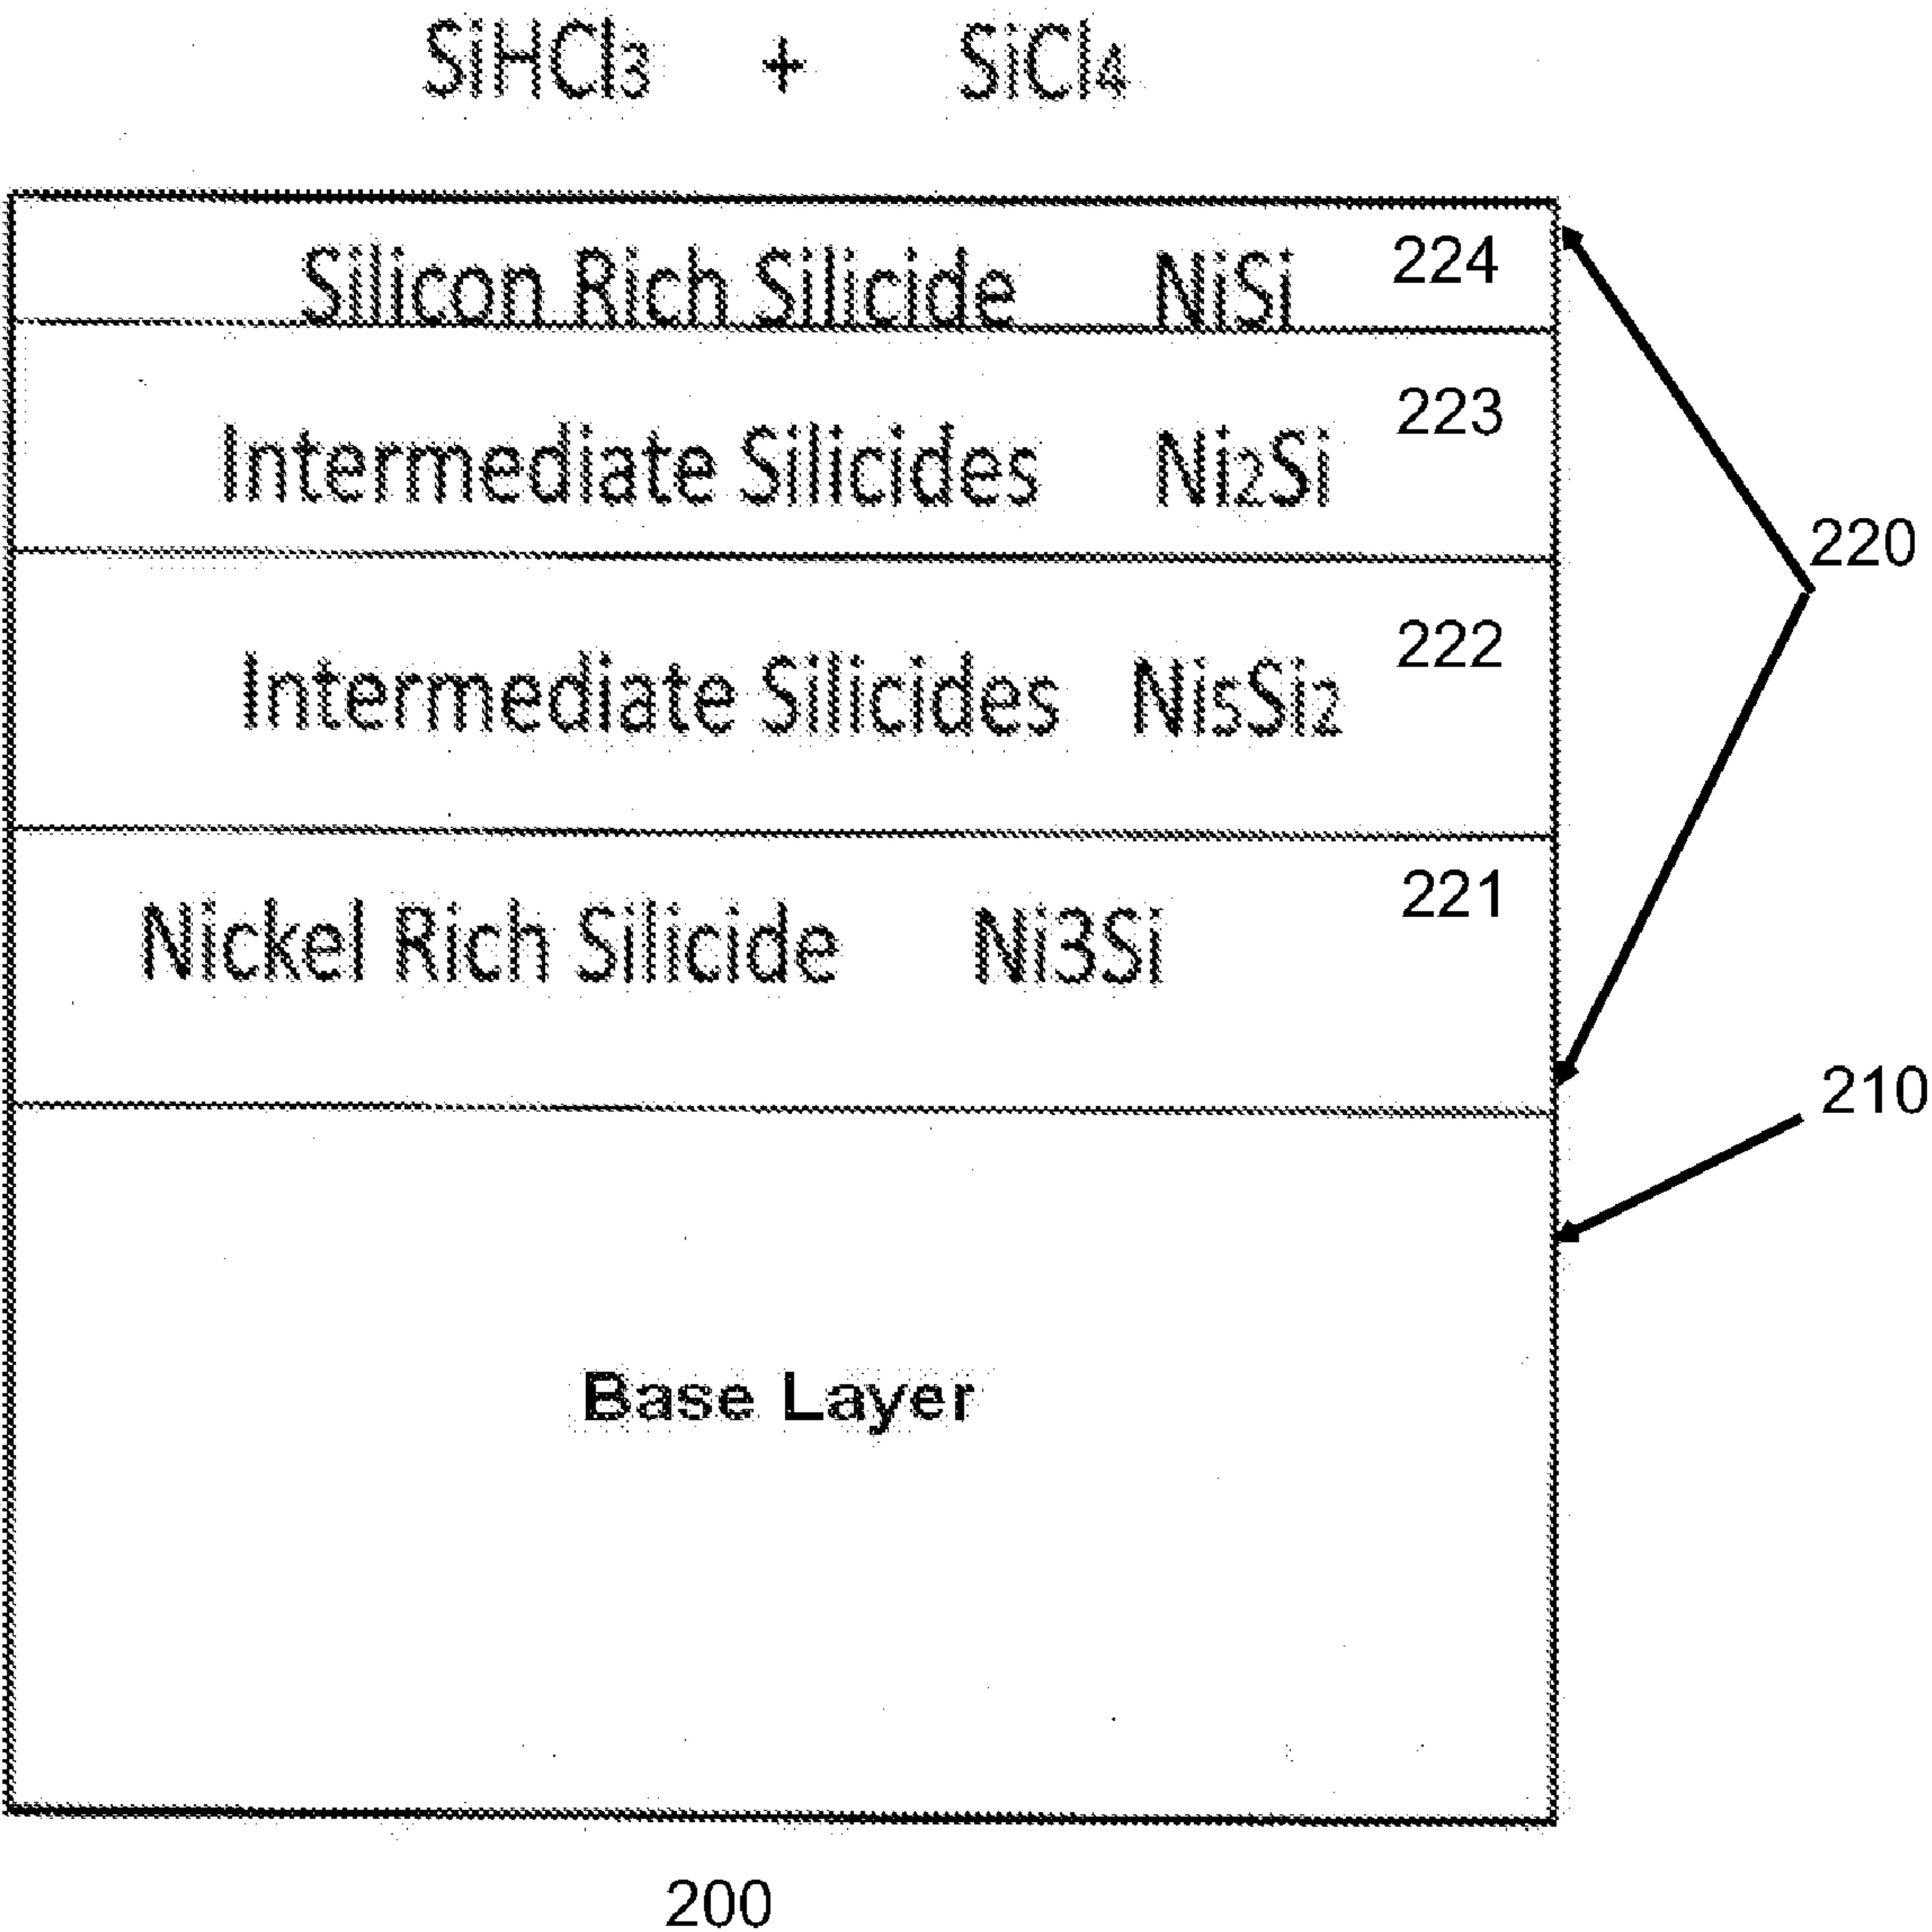 SiHCl3 + SiCl4
Silicon Rich Silicide NiSi 224
Intermediate Silicides Ni2Si 223
220
Intermediate Silicides Ni5Si2 222
Nickel Rich Silicide Ni3Si 221
210
Base Layer
200